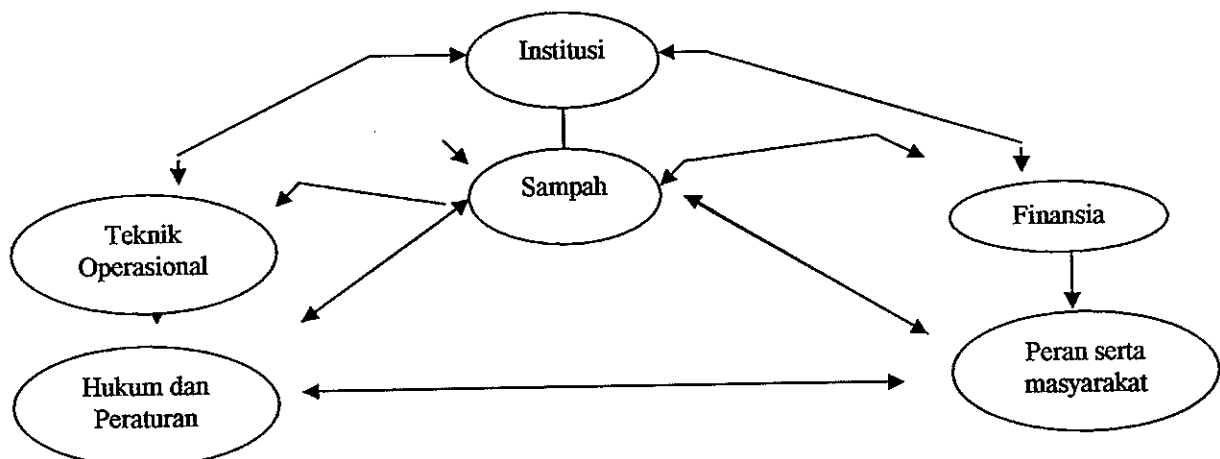 Institusi
Sampah
Teknik
Operasional
Finansia
Hukum dan
Peraturan
Peran serta
masyarakat